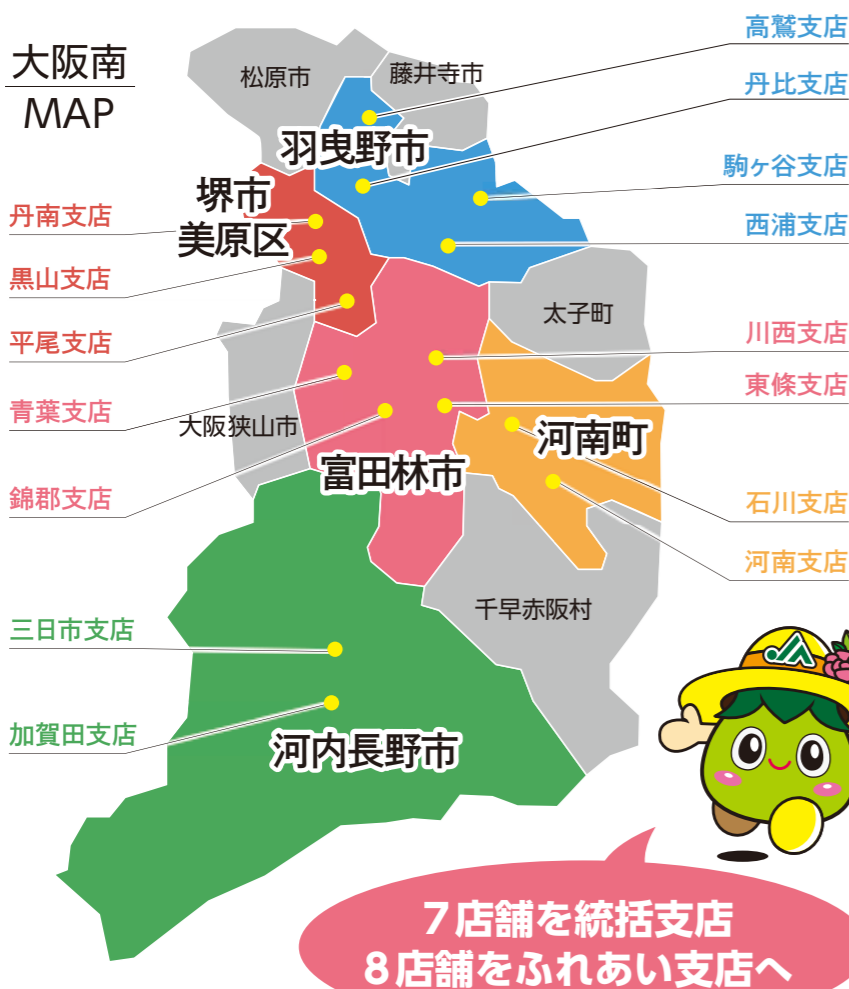 大阪南
MAP
松原市
藤井寺市
羽曳野市
堺市
美原区
太子町
大阪狭山市
富田林市
河南町
千早赤阪村
河内長野市
丹南支店
黒山支店
平尾支店
青葉支店
錦郡支店
三日市支店
加賀田支店
高鷲支店
丹比支店
駒ヶ谷支店
西浦支店
川西支店
東條支店
石川支店
河南支店
JA
7店舗を統括支店
8店舗をふれあい支店へ